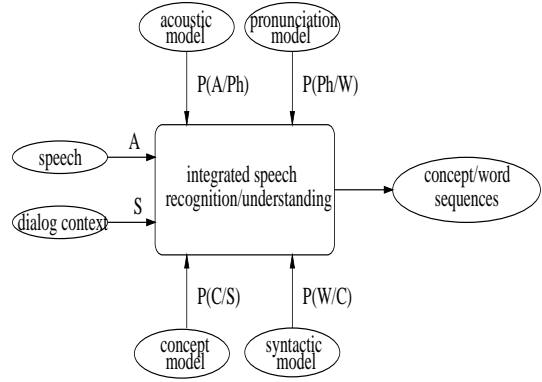 acoustic
model
pronunciation
model
P(A/Ph)
P(Ph/W)
A
speech
integrated speech
recognition/understanding
concept/word
sequences
S
dialog context
P(C/S)
P(W/C)
concept
model
syntactic
model